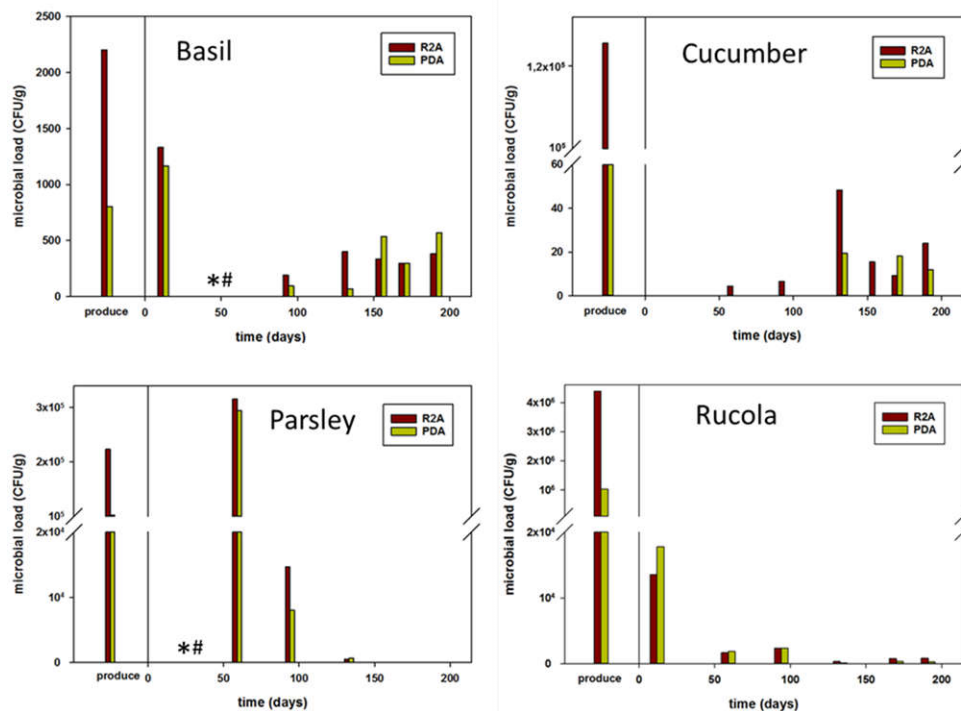 Basil
R2A
PDA
microbial load (CFU/g)
2500
2000
1500
1000
500
0
*#
produce 0 50 100 150 200
time (days)
Cucumber
R2A
PDA
microbial load (CFU/g)
1,2x10⁵
10⁵
60
40
20
0
produce 0 50 100 150 200
time (days)
Parsley
R2A
PDA
microbial load (CFU/g)
3x10⁵
2x10⁵
10⁵
2x10⁴
10⁴
0
*#
produce 0 50 100 150 200
time (days)
Rucola
R2A
PDA
microbial load (CFU/g)
4x10⁶
3x10⁶
2x10⁶
10⁶
2x10⁴
10⁴
0
produce 0 50 100 150 200
time (days)